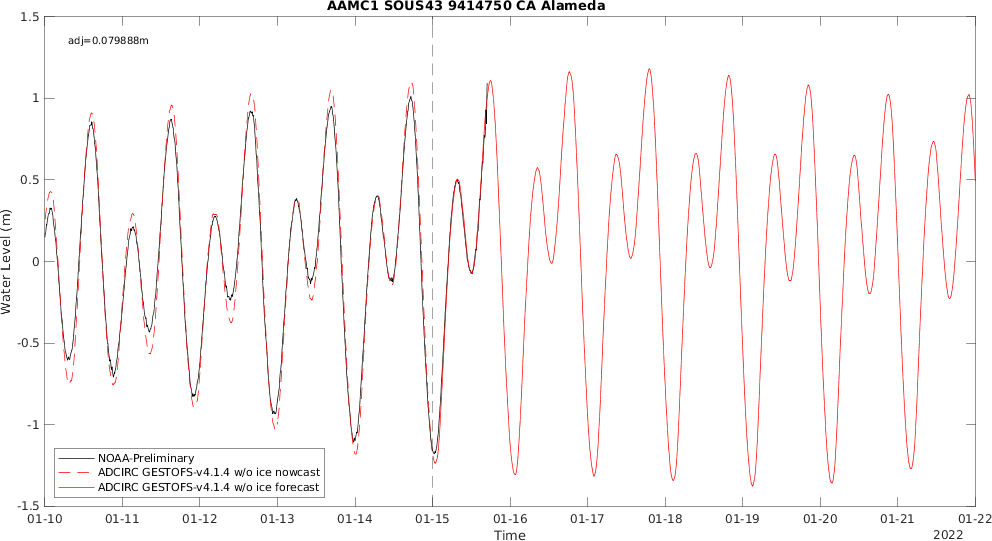 AAMC1 SOUS43 9414750 CA Alameda
adj=0.079888m
1.5
1
0.5
0
-0.5
-1
-1.5
Water Level (m)
NOAA-Preliminary
ADCIRC GESTOFS-v4.1.4 w/o ice nowcast
ADCIRC GESTOFS-v4.1.4 w/o ice forecast
01-10 01-11 01-12 01-13 01-14 01-15 01-16 01-17 01-18 01-19 01-20 01-21 01-22
Time
2022